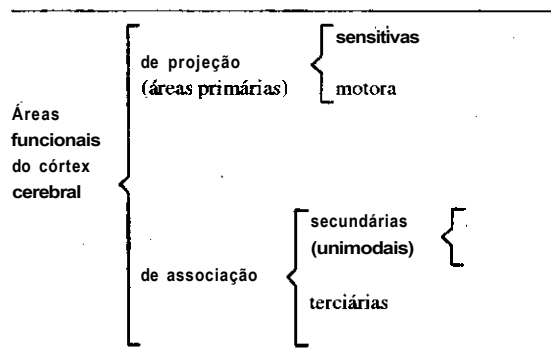 Áreas
funcionais
do córtex
cerebral
de projeção
(áreas primárias)
sensitivas
motora
de associação
secundárias
(unimodais)
terciárias